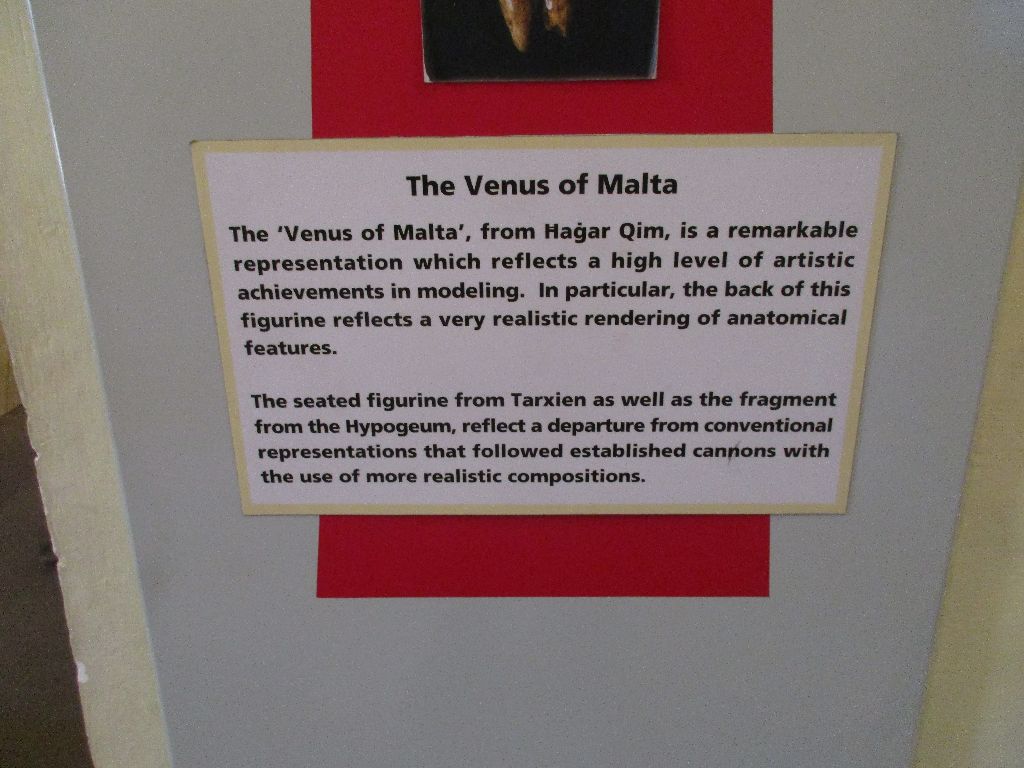 The Venus of Malta
The 'Venus of Malta', from Haġar Qim, is a remarkable
representation which reflects a high level of artistic
achievements in modeling. In particular, the back of this
figurine reflects a very realistic rendering of anatomical
features.
The seated figurine from Tarxien as well as the fragment
from the Hypogeum, reflect a departure from conventional
representations that followed established cannons with
the use of more realistic compositions.